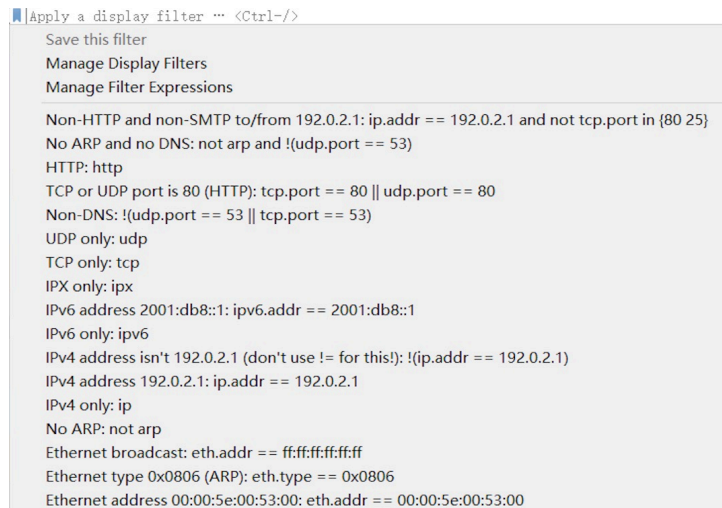 Apply a display filter … <Ctrl-/>
Save this filter
Manage Display Filters
Manage Filter Expressions
Non-HTTP and non-SMTP to/from 192.0.2.1: ip.addr == 192.0.2.1 and not tcp.port in {80 25}
No ARP and no DNS: not arp and !(udp.port == 53)
HTTP: http
TCP or UDP port is 80 (HTTP): tcp.port == 80 || udp.port == 80
Non-DNS: !(udp.port == 53 || tcp.port == 53)
UDP only: udp
TCP only: tcp
IPX only: ipx
IPv6 address 2001:db8::1: ipv6.addr == 2001:db8::1
IPv6 only: ipv6
IPv4 address isn't 192.0.2.1 (don't use != for this!): !(ip.addr == 192.0.2.1)
IPv4 address 192.0.2.1: ip.addr == 192.0.2.1
IPv4 only: ip
No ARP: not arp
Ethernet broadcast: eth.addr == ff:ff:ff:ff:ff:ff
Ethernet type 0x0806 (ARP): eth.type == 0x0806
Ethernet address 00:00:5e:00:53:00: eth.addr == 00:00:5e:00:53:00